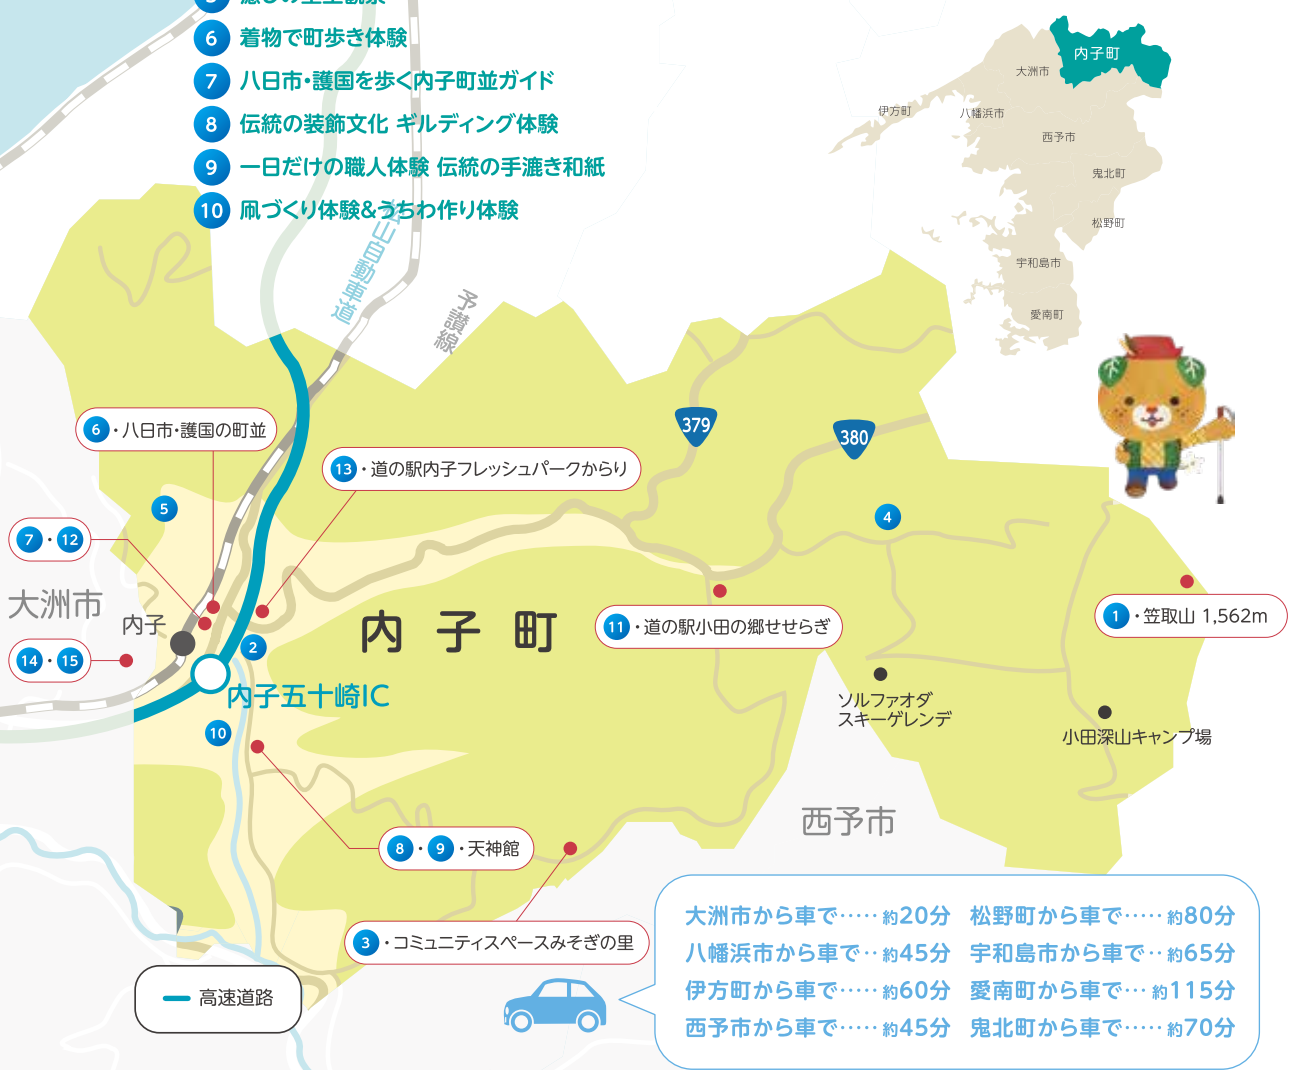 6 着物で町歩き体験
7 八日市・護国を歩く内子町並ガイド
8 伝統の装飾文化 ギルディング体験
9 一日だけの職人体験 伝統の手漉き和紙
10 凧づくり体験&うちわ作り体験
内子町
大洲市
伊方町
八幡浜市
西予市
鬼北町
松野町
宇和島市
愛南町
松山自動車道
予讃線
379
380
6・八日市・護国の町並
13・道の駅内子フレッシュパークからり
5
4
7・12
大洲市
内子
内子町
11・道の駅小田の郷せせらぎ
1・笠取山 1,562m
14・15
2
内子五十崎IC
ソルファオダ
スキーゲレンデ
小田深山キャンプ場
10
西予市
8・9・天神館
3・コミュニティスペースみそぎの里
高速道路
大洲市から車で‥‥‥約20分 松野町から車で‥‥‥約80分
八幡浜市から車で‥約45分 宇和島市から車で‥約65分
伊方町から車で‥‥‥約60分 愛南町から車で‥‥約115分
西予市から車で‥‥‥約45分 鬼北町から車で‥‥‥約70分